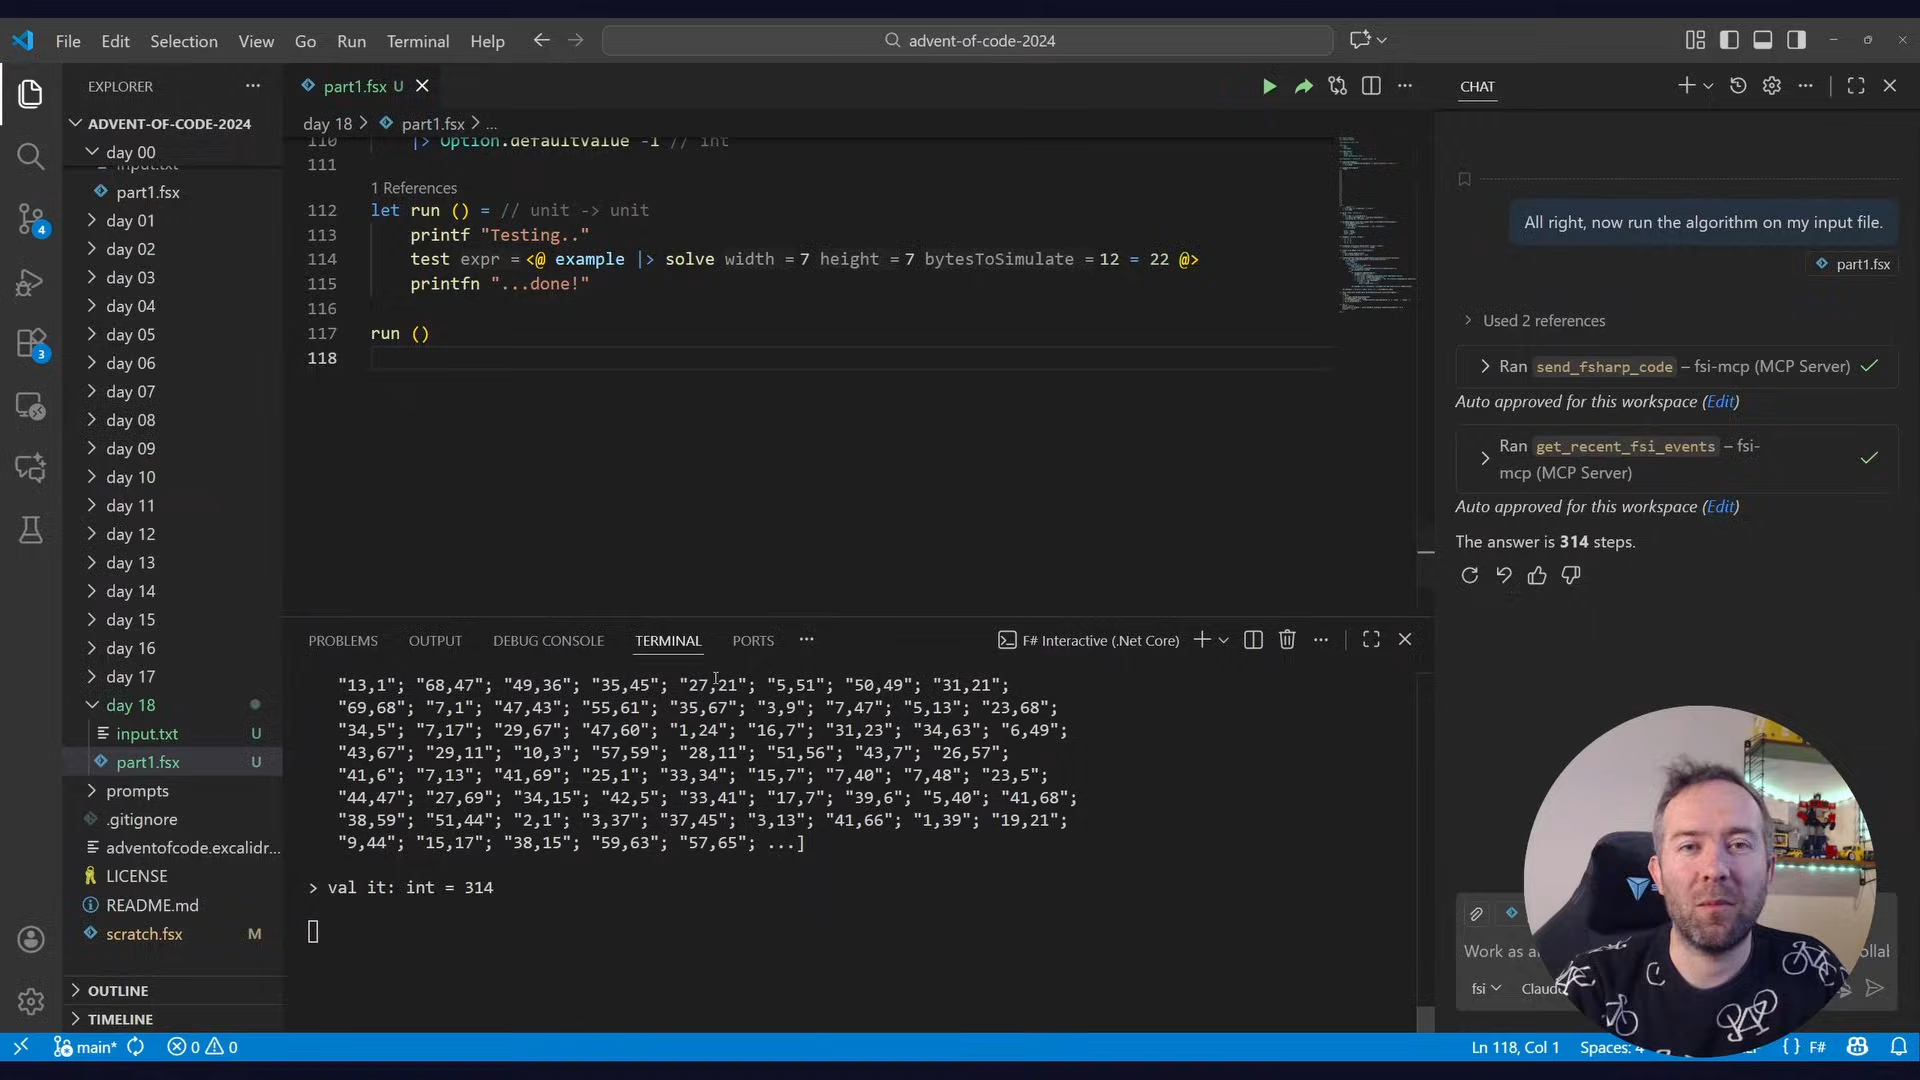 File Edit Selection View Go Run Terminal Help
advent-of-code-2024
EXPLORER
ADVENT-OF-CODE-2024
day 00
input.txt
part1.fsx
day 01
day 02
day 03
day 04
day 05
day 06
day 07
day 08
day 09
day 10
day 11
day 12
day 13
day 14
day 15
day 16
day 17
day 18
input.txt U
part1.fsx U
prompts
.gitignore
adventofcode.excalidr...
LICENSE
README.md
scratch.fsx M
OUTLINE
TIMELINE
4
3
part1.fsx U
day 18 > part1.fsx > ...
110 |> Option.defaultValue -1 // int
111
1 References
112 let run () = // unit -> unit
113 printf "Testing.."
114 test expr = <@ example |> solve width = 7 height = 7 bytesToSimulate = 12 = 22 @>
115 printfn "...done!"
116
117 run ()
118
PROBLEMS OUTPUT DEBUG CONSOLE TERMINAL PORTS
F# Interactive (.Net Core)
"13,1"; "68,47"; "49,36"; "35,45"; "27,21"; "5,51"; "50,49"; "31,21";
"69,68"; "7,1"; "47,43"; "55,61"; "35,67"; "3,9"; "7,47"; "5,13"; "23,68";
"34,5"; "7,17"; "29,67"; "47,60"; "1,24"; "16,7"; "31,23"; "34,63"; "6,49";
"43,67"; "29,11"; "10,3"; "57,59"; "28,11"; "51,56"; "43,7"; "26,57";
"41,6"; "7,13"; "41,69"; "25,1"; "33,34"; "15,7"; "7,40"; "7,48"; "23,5";
"44,47"; "27,69"; "34,15"; "42,5"; "33,41"; "17,7"; "39,6"; "5,40"; "41,68";
"38,59"; "51,44"; "2,1"; "3,37"; "37,45"; "3,13"; "41,66"; "1,39"; "19,21";
"9,44"; "15,17"; "38,15"; "59,63"; "57,65"; ...]
> val it: int = 314
CHAT
All right, now run the algorithm on my input file.
part1.fsx
Used 2 references
Ran send_fsharp_code – fsi-mcp (MCP Server)
Auto approved for this workspace (Edit)
Ran get_recent_fsi_events – fsi-
mcp (MCP Server)
Auto approved for this workspace (Edit)
The answer is 314 steps.
Work as a
fsi
main* 0 0
Ln 118, Col 1 Spaces: 4 { } F#